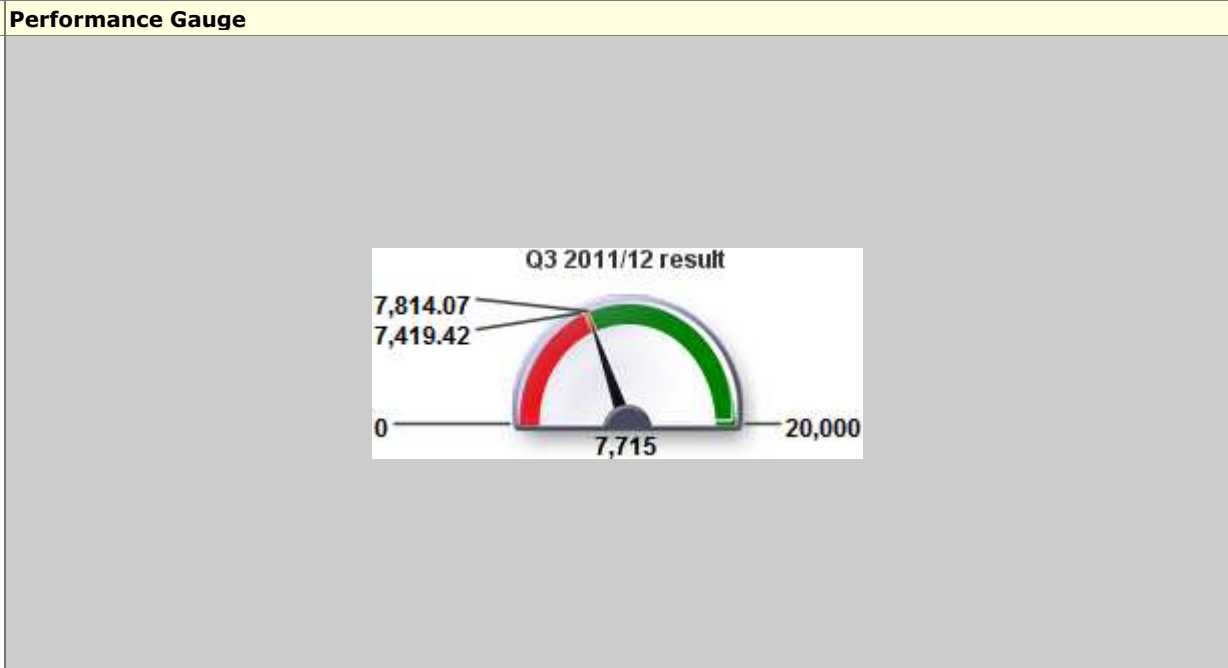 Performance Gauge
Q3 2011/12 result
7,814.07
7,419.42
0
20,000
7,715